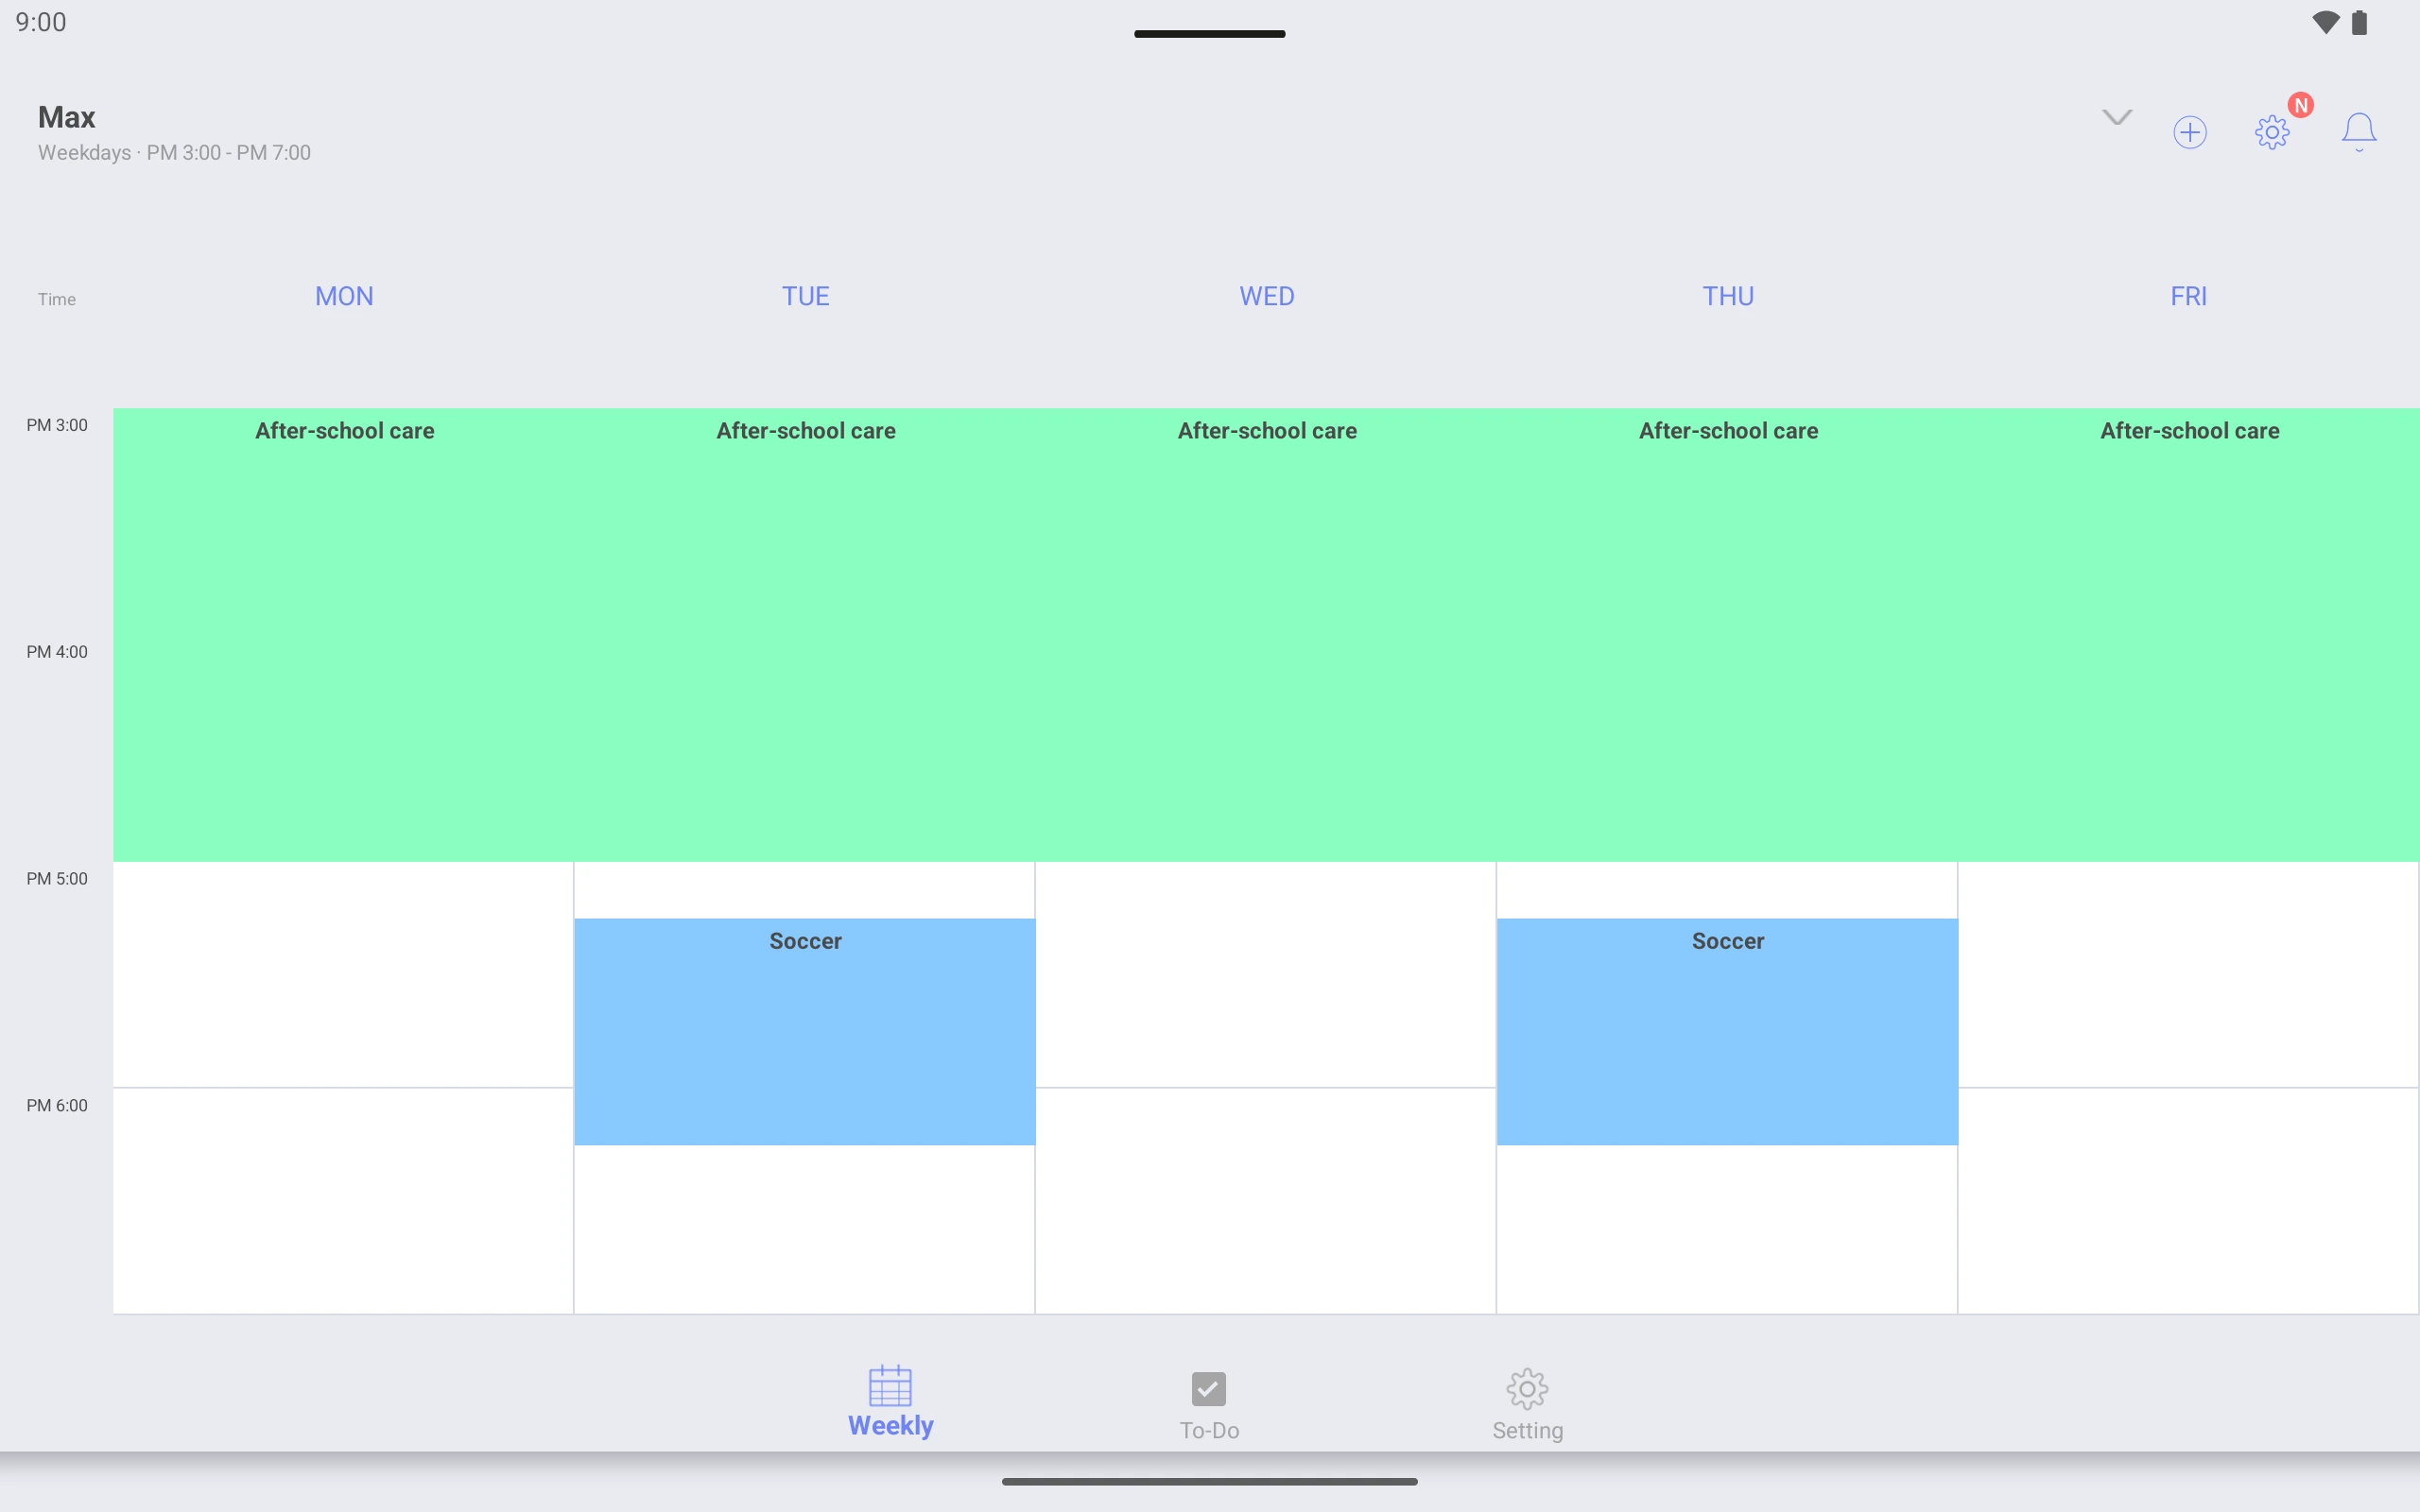 9:00
Max
N
Weekdays · PM 3:00 - PM 7:00
Time MON TUE WED THU FRI
PM 3:00 After-school care After-school care After-school care After-school care After-school care
PM 4:00
PM 5:00
Soccer Soccer
PM 6:00
Weekly To-Do Setting